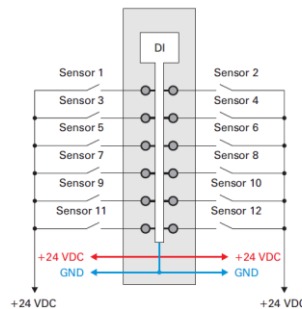 DI
Sensor 1 Sensor 2
Sensor 3 Sensor 4
Sensor 5 Sensor 6
Sensor 7 Sensor 8
Sensor 9 Sensor 10
Sensor 11 Sensor 12
+24 VDC +24 VDC
GND GND
+24 VDC +24 VDC